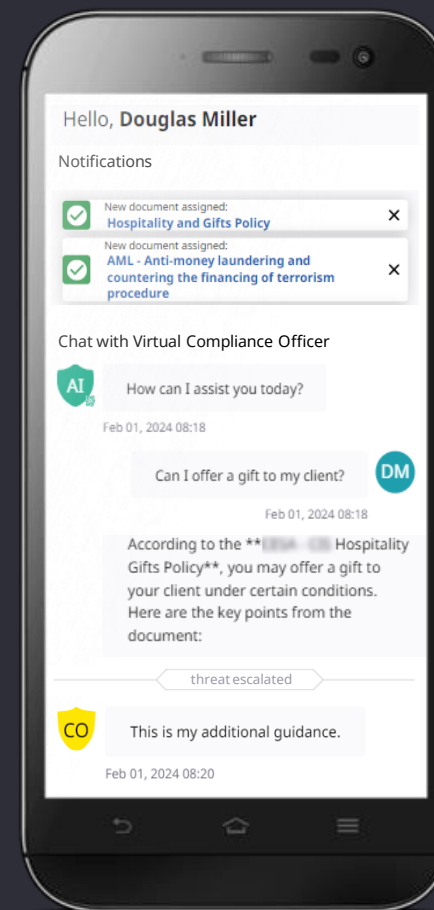 Hello, Douglas Miller
Notifications
New document assigned:
Hospitality and Gifts Policy
New document assigned:
AML - Anti-money laundering and
countering the financing of terrorism
procedure
Chat with Virtual Compliance Officer
AI
How can I assist you today?
Feb 01, 2024 08:18
Can I offer a gift to my client?
DM
Feb 01, 2024 08:18
According to the ** Hospitality
Gifts Policy**, you may offer a gift to
your client under certain conditions.
Here are the key points from the
document:
threat escalated
CO
This is my additional guidance.
Feb 01, 2024 08:20